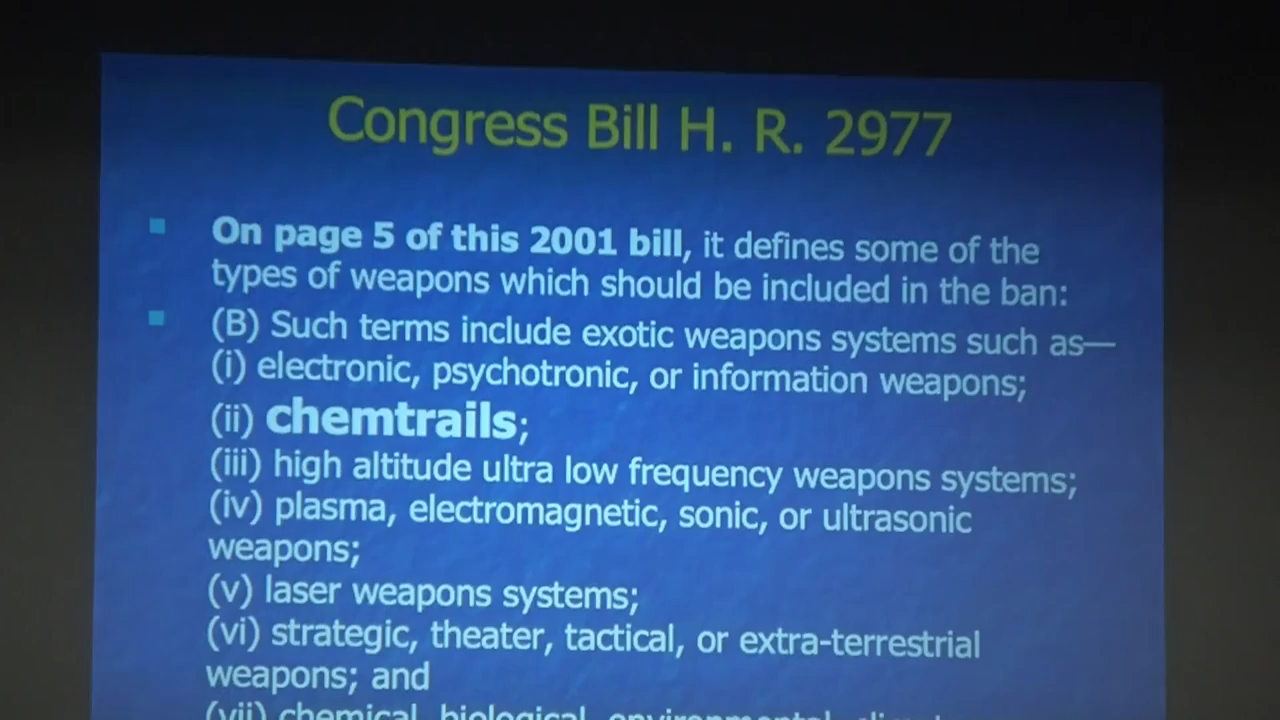 Congress Bill H. R. 2977
On page 5 of this 2001 bill, it defines some of the
types of weapons which should be included in the ban:
(B) Such terms include exotic weapons systems such as—
(i) electronic, psychotronic, or information weapons;
(ii) chemtrails;
(iii) high altitude ultra low frequency weapons systems;
(iv) plasma, electromagnetic, sonic, or ultrasonic
weapons;
(v) laser weapons systems;
(vi) strategic, theater, tactical, or extra-terrestrial
weapons; and
(vii) chemical, biological, environmental,